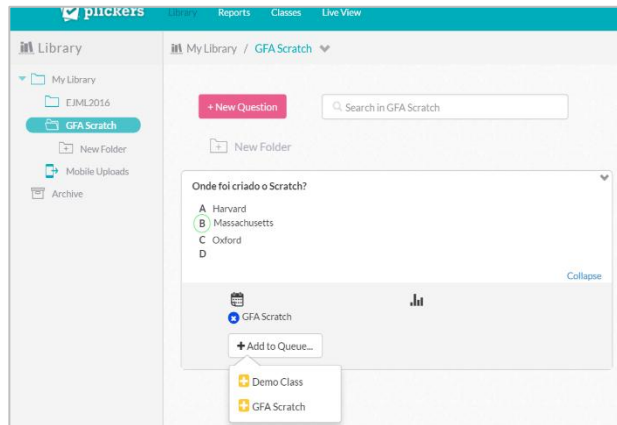 plickers Library Reports Classes Live View
Library
My Library / GFA Scratch
My Library
EJML2016
GFA Scratch
New Folder
Mobile Uploads
Archive
+ New Question
Search in GFA Scratch
New Folder
Onde foi criado o Scratch?
A Harvard
B Massachusetts
C Oxford
D
Collapse
GFA Scratch
+ Add to Queue...
Demo Class
GFA Scratch